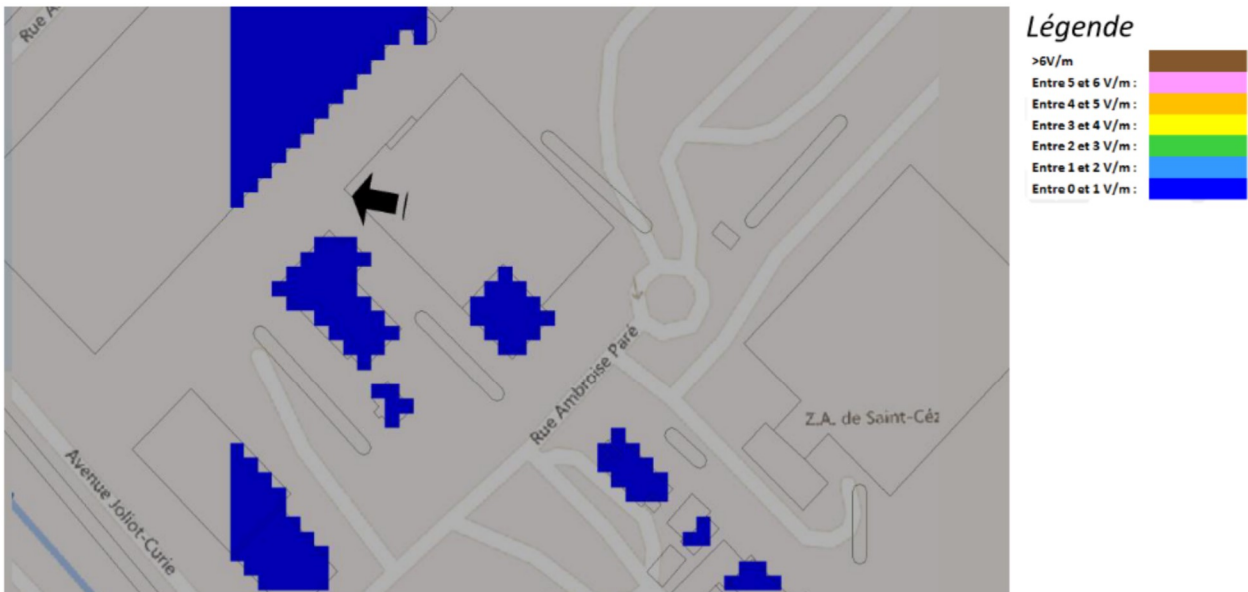 Rue A
Légende
>6V/m
Entre 5 et 6 V/m :
Entre 4 et 5 V/m :
Entre 3 et 4 V/m :
Entre 2 et 3 V/m :
Entre 1 et 2 V/m :
Entre 0 et 1 V/m :
Rue Ambroise Paré
Z.A. de Saint-Céz
Avenue Joliot-Curie